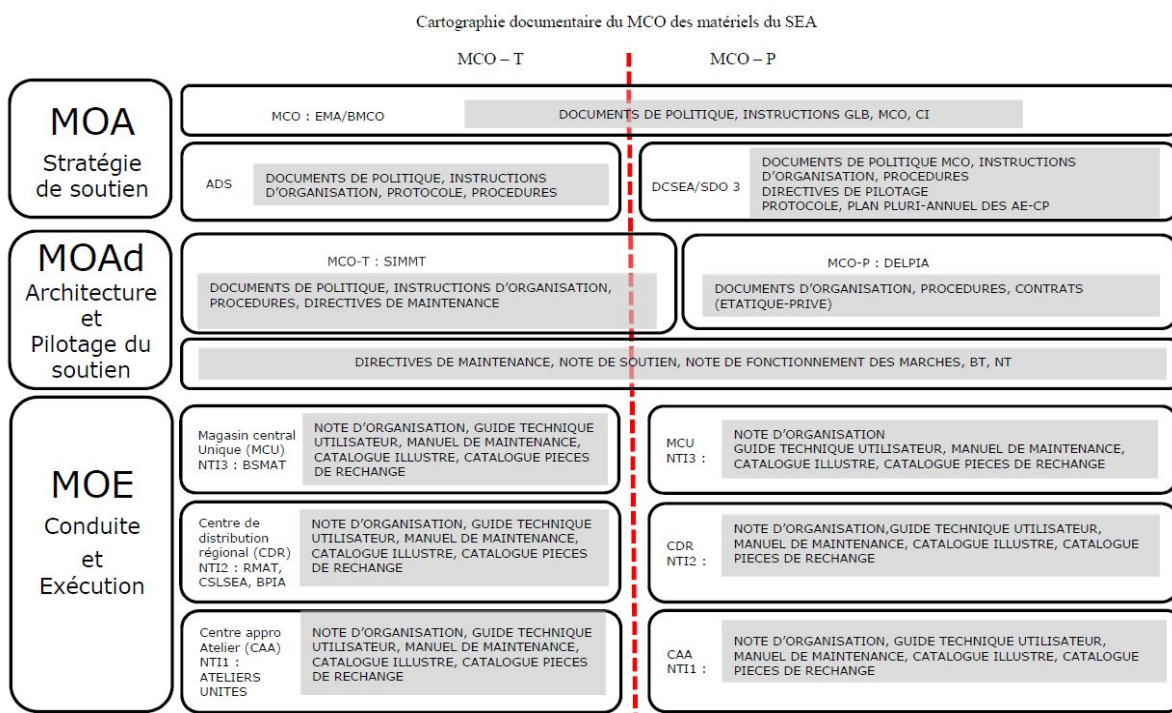 Cartographie documentaire du MCO des matériels du SEA
MCO – T
MCO – P
MOA
Stratégie
de soutien
MCO : EMA/BMCO
DOCUMENTS DE POLITIQUE, INSTRUCTIONS GLB, MCO, CI
ADS
DOCUMENTS DE POLITIQUE, INSTRUCTIONS
D'ORGANISATION, PROTOCOLE, PROCEDURES
DCSEA/SDO 3
DOCUMENTS DE POLITIQUE MCO, INSTRUCTIONS
D'ORGANISATION, PROCEDURES
DIRECTIVES DE PILOTAGE
PROTOCOLE, PLAN PLURI-ANNUEL DES AE-CP
MOAd
Architecture
et
Pilotage du
soutien
MCO-T : SIMMT
DOCUMENTS DE POLITIQUE, INSTRUCTIONS D'ORGANISATION,
PROCEDURES, DIRECTIVES DE MAINTENANCE
MCO-P : DELPIA
DOCUMENTS D'ORGANISATION, PROCEDURES, CONTRATS
(ETATIQUE-PRIVE)
DIRECTIVES DE MAINTENANCE, NOTE DE SOUTIEN, NOTE DE FONCTIONNEMENT DES MARCHES, BT, NT
MOE
Conduite
et
Exécution
Magasin central
Unique (MCU)
NTI3 : BSMAT
NOTE D'ORGANISATION, GUIDE TECHNIQUE
UTILISATEUR, MANUEL DE MAINTENANCE,
CATALOGUE ILLUSTRE, CATALOGUE PIECES
DE RECHANGE
MCU
NTI3 :
NOTE D'ORGANISATION
GUIDE TECHNIQUE UTILISATEUR, MANUEL DE MAINTENANCE,
CATALOGUE ILLUSTRE, CATALOGUE PIECES DE RECHANGE
Centre de
distribution
régional (CDR)
NTI2 : RMAT,
CSLSEA, BPIA
NOTE D'ORGANISATION, GUIDE TECHNIQUE
UTILISATEUR, MANUEL DE MAINTENANCE,
CATALOGUE ILLUSTRE, CATALOGUE PIECES
DE RECHANGE
CDR
NTI2 :
NOTE D'ORGANISATION,GUIDE TECHNIQUE UTILISATEUR,
MANUEL DE MAINTENANCE, CATALOGUE ILLUSTRE, CATALOGUE
PIECES DE RECHANGE
Centre appro
Atelier (CAA)
NTI1 :
ATELIERS
UNITES
NOTE D'ORGANISATION, GUIDE TECHNIQUE
UTILISATEUR, MANUEL DE MAINTENANCE,
CATALOGUE ILLUSTRE, CATALOGUE PIECES
DE RECHANGE
CAA
NTI1 :
NOTE D'ORGANISATION, GUIDE TECHNIQUE UTILISATEUR,
MANUEL DE MAINTENANCE, CATALOGUE ILLUSTRE, CATALOGUE
PIECES DE RECHANGE